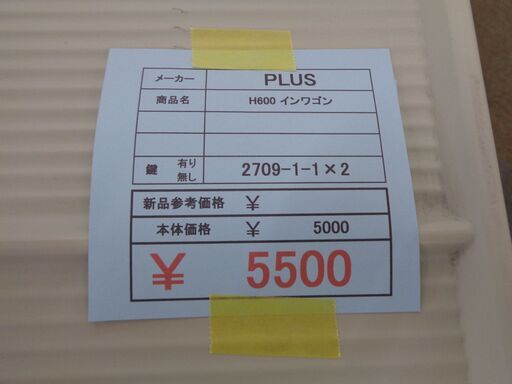 メーカー PLUS
商品名 H600 インワゴン
鍵 有り 無し 2709-1-1×2
新品参考価格 ¥
本体価格 ¥ 5000
¥ 5500